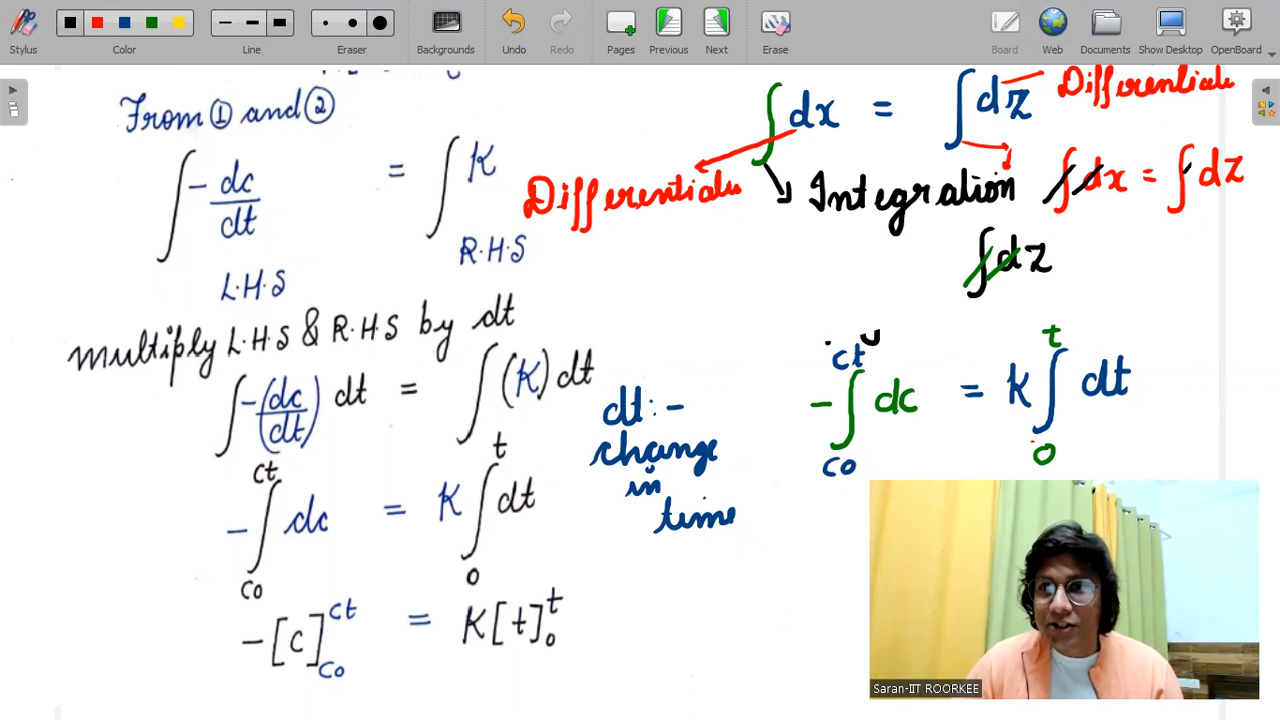 Stylus
Color
Line
Eraser
Backgrounds
Undo
Redo
Pages
Previous
Next
Erase
Board
Web
Documents
Show Desktop
OpenBoard
From ① and ②
∫ - dc/dt = ∫ K
L.H.S
R.H.S
multiply L.H.S & R.H.S by dt
∫ -(dc/dt) dt = ∫ (K) dt
- ∫_{Co}^{Ct} dc = K ∫_{0}^{t} dt
-[c]_{Co}^{Ct} = K[t]_{0}^{t}
∫ dx = ∫ dz
Differentials
Differentials
Integration
∫ dx = ∫ dz
∫ dz
dt :-
change
in
time
- ∫_{Co}^{Ct} dc = K ∫_{0}^{t} dt
Saran-IIT ROORKEE